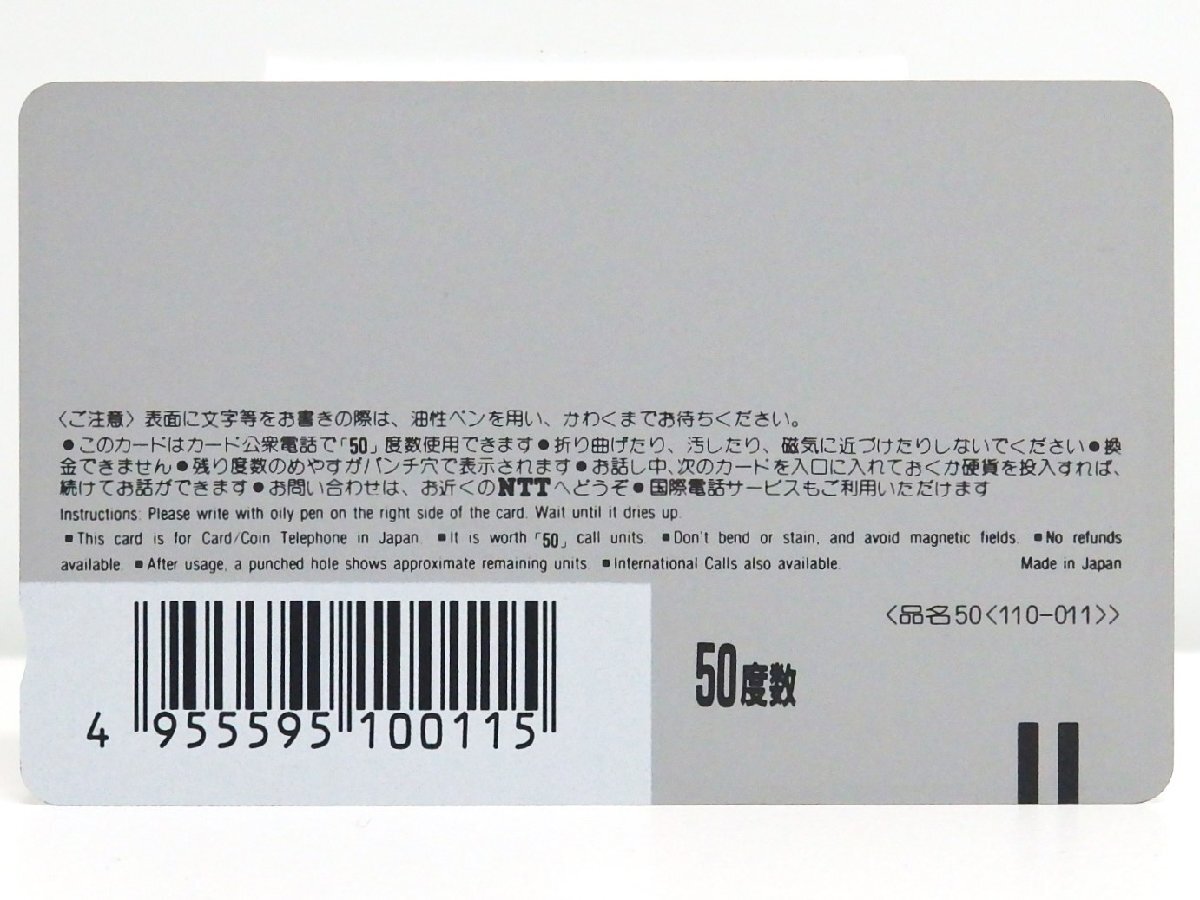 〈ご注意〉表面に文字等をお書きの際は、油性ペンを用い、かわくまでお待ちください。
●このカードはカード公衆電話で「50」度数使用できます●折り曲げたり、汚したり、磁気に近づけたりしないでください●換
金できません●残り度数のめやすがパンチ穴で表示されます●お話し中、次のカードを入口に入れておくか硬貨を投入すれば、
続けてお話ができます●お問い合わせは、お近くのNTTへどうぞ●国際電話サービスもご利用いただけます
Instructions: Please write with oily pen on the right side of the card. Wait until it dries up.
■This card is for Card/Coin Telephone in Japan. ■It is worth「50」call units. ■Don't bend or stain, and avoid magnetic fields. ■No refunds
available. ■After usage, a punched hole shows approximate remaining units. ■International Calls also available. Made in Japan
〈品名50〈110-011〉〉
50度数
4 955595 100115